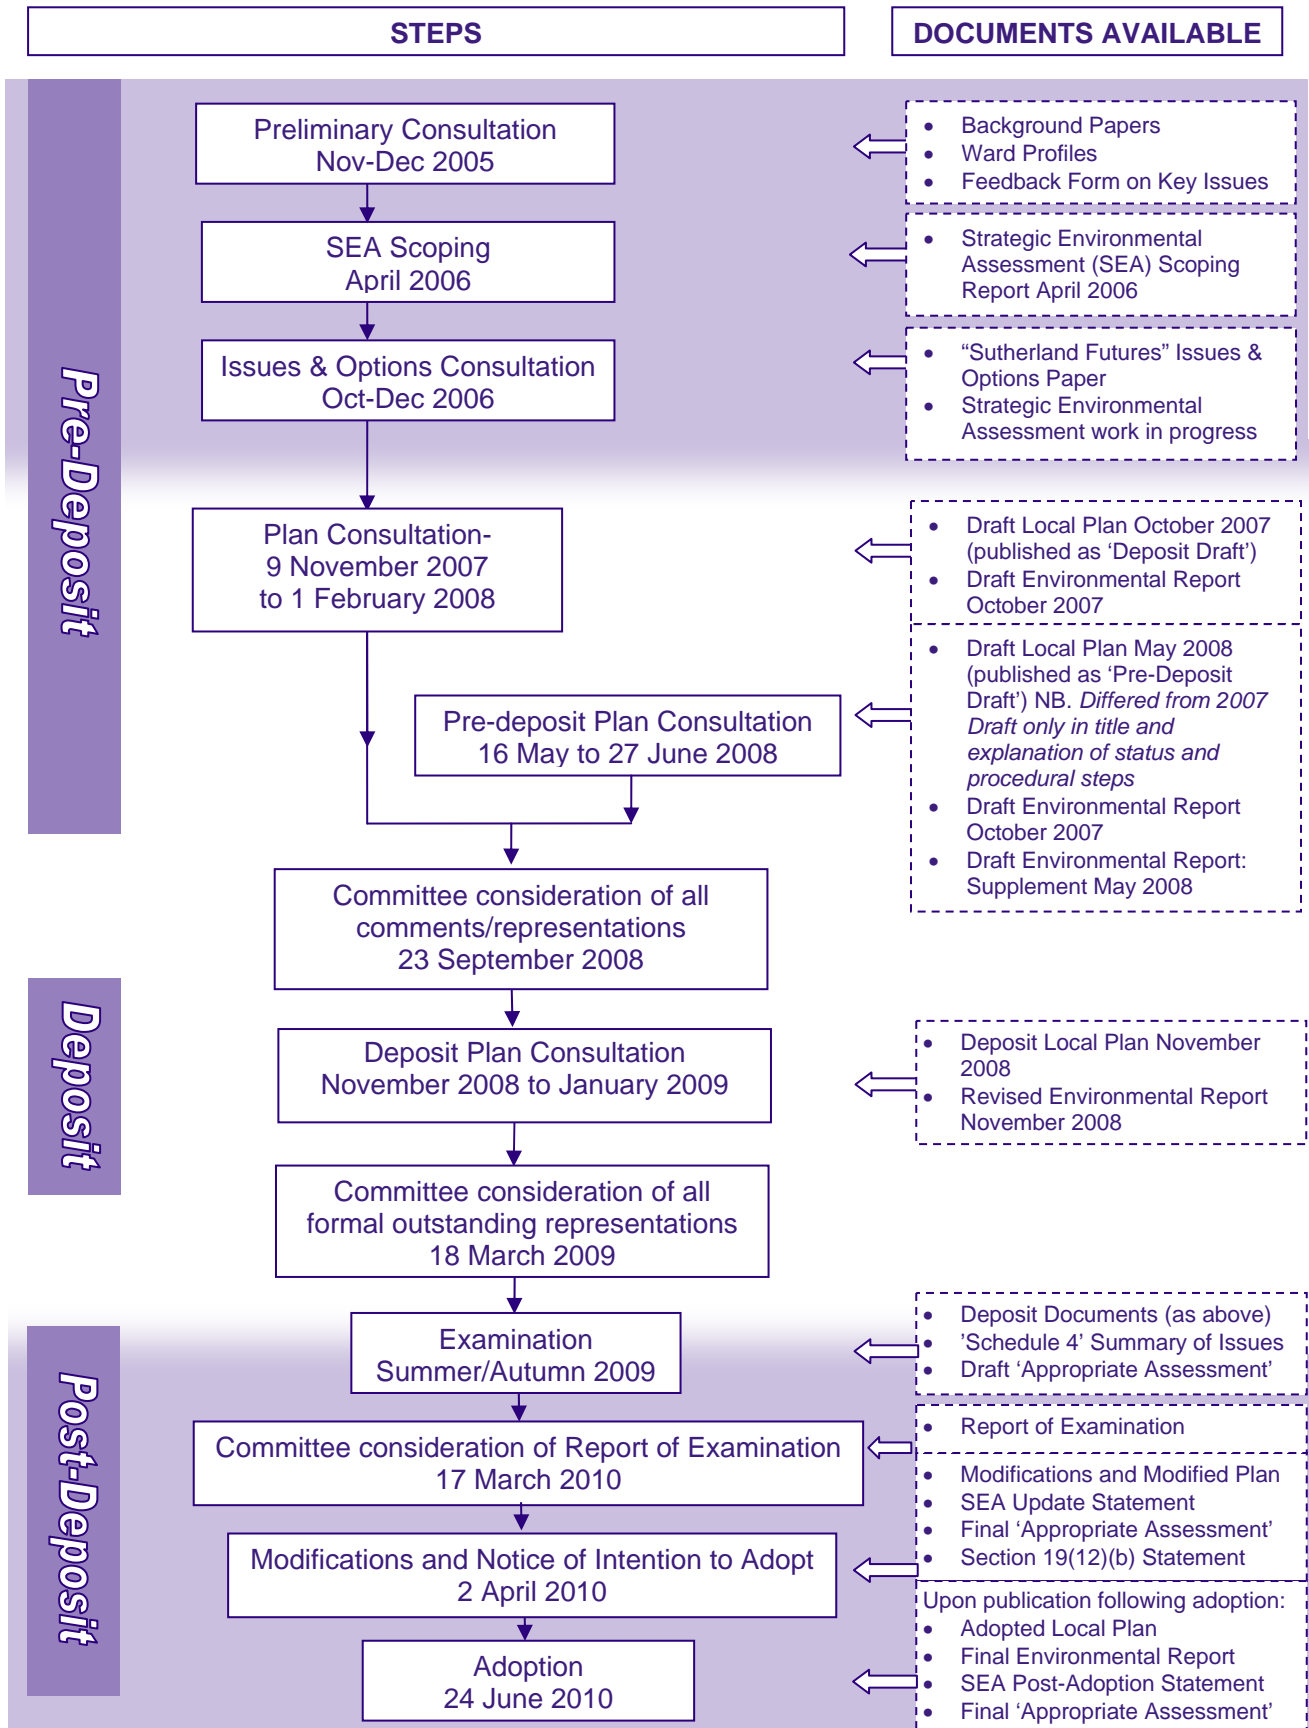 STEPS
DOCUMENTS AVAILABLE
Pre-Deposit
Preliminary Consultation
Nov-Dec 2005
• Background Papers
• Ward Profiles
• Feedback Form on Key Issues
SEA Scoping
April 2006
• Strategic Environmental
Assessment (SEA) Scoping
Report April 2006
Issues & Options Consultation
Oct-Dec 2006
• “Sutherland Futures” Issues &
Options Paper
• Strategic Environmental
Assessment work in progress
Plan Consultation-
9 November 2007
to 1 February 2008
• Draft Local Plan October 2007
(published as ‘Deposit Draft’)
• Draft Environmental Report
October 2007
Pre-deposit Plan Consultation
16 May to 27 June 2008
• Draft Local Plan May 2008
(published as ‘Pre-Deposit
Draft’) NB. Differed from 2007
Draft only in title and
explanation of status and
procedural steps
• Draft Environmental Report
October 2007
• Draft Environmental Report:
Supplement May 2008
Committee consideration of all
comments/representations
23 September 2008
Deposit
Deposit Plan Consultation
November 2008 to January 2009
• Deposit Local Plan November
2008
• Revised Environmental Report
November 2008
Committee consideration of all
formal outstanding representations
18 March 2009
Post-Deposit
Examination
Summer/Autumn 2009
• Deposit Documents (as above)
• ’Schedule 4’ Summary of Issues
• Draft ‘Appropriate Assessment’
Committee consideration of Report of Examination
17 March 2010
• Report of Examination
Modifications and Notice of Intention to Adopt
2 April 2010
• Modifications and Modified Plan
• SEA Update Statement
• Final ‘Appropriate Assessment’
• Section 19(12)(b) Statement
Adoption
24 June 2010
Upon publication following adoption:
• Adopted Local Plan
• Final Environmental Report
• SEA Post-Adoption Statement
• Final ‘Appropriate Assessment’